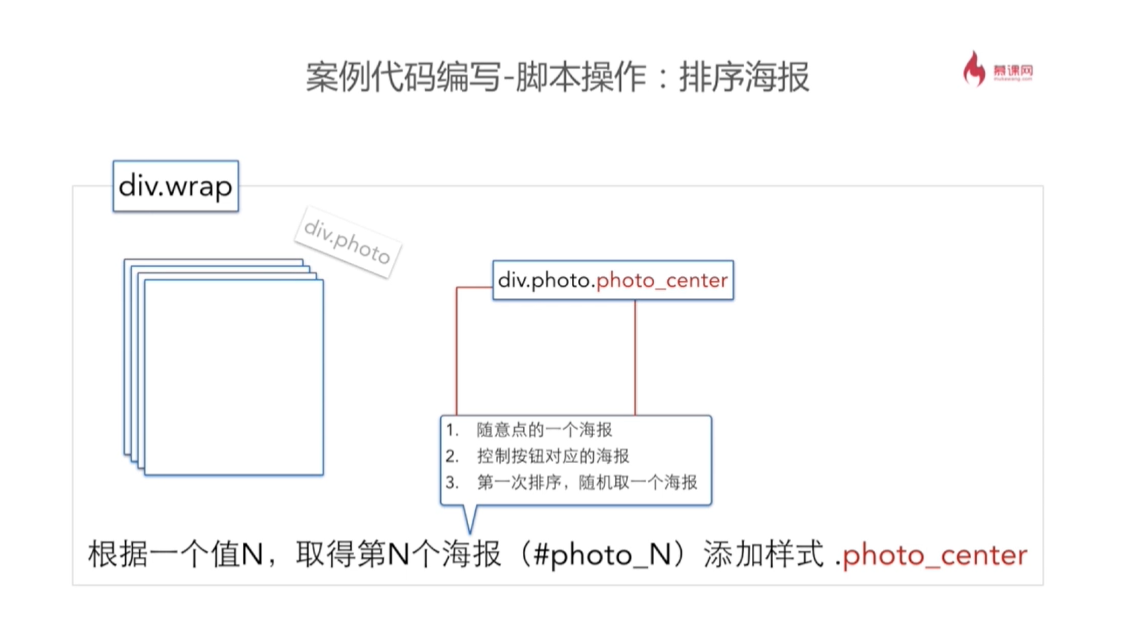 案例代码编写-脚本操作：排序海报
慕课网
div.wrap
div.photo
div.photo.photo_center
1. 随意点的一个海报
2. 控制按钮对应的海报
3. 第一次排序，随机取一个海报
根据一个值N，取得第N个海报（#photo_N）添加样式 .photo_center